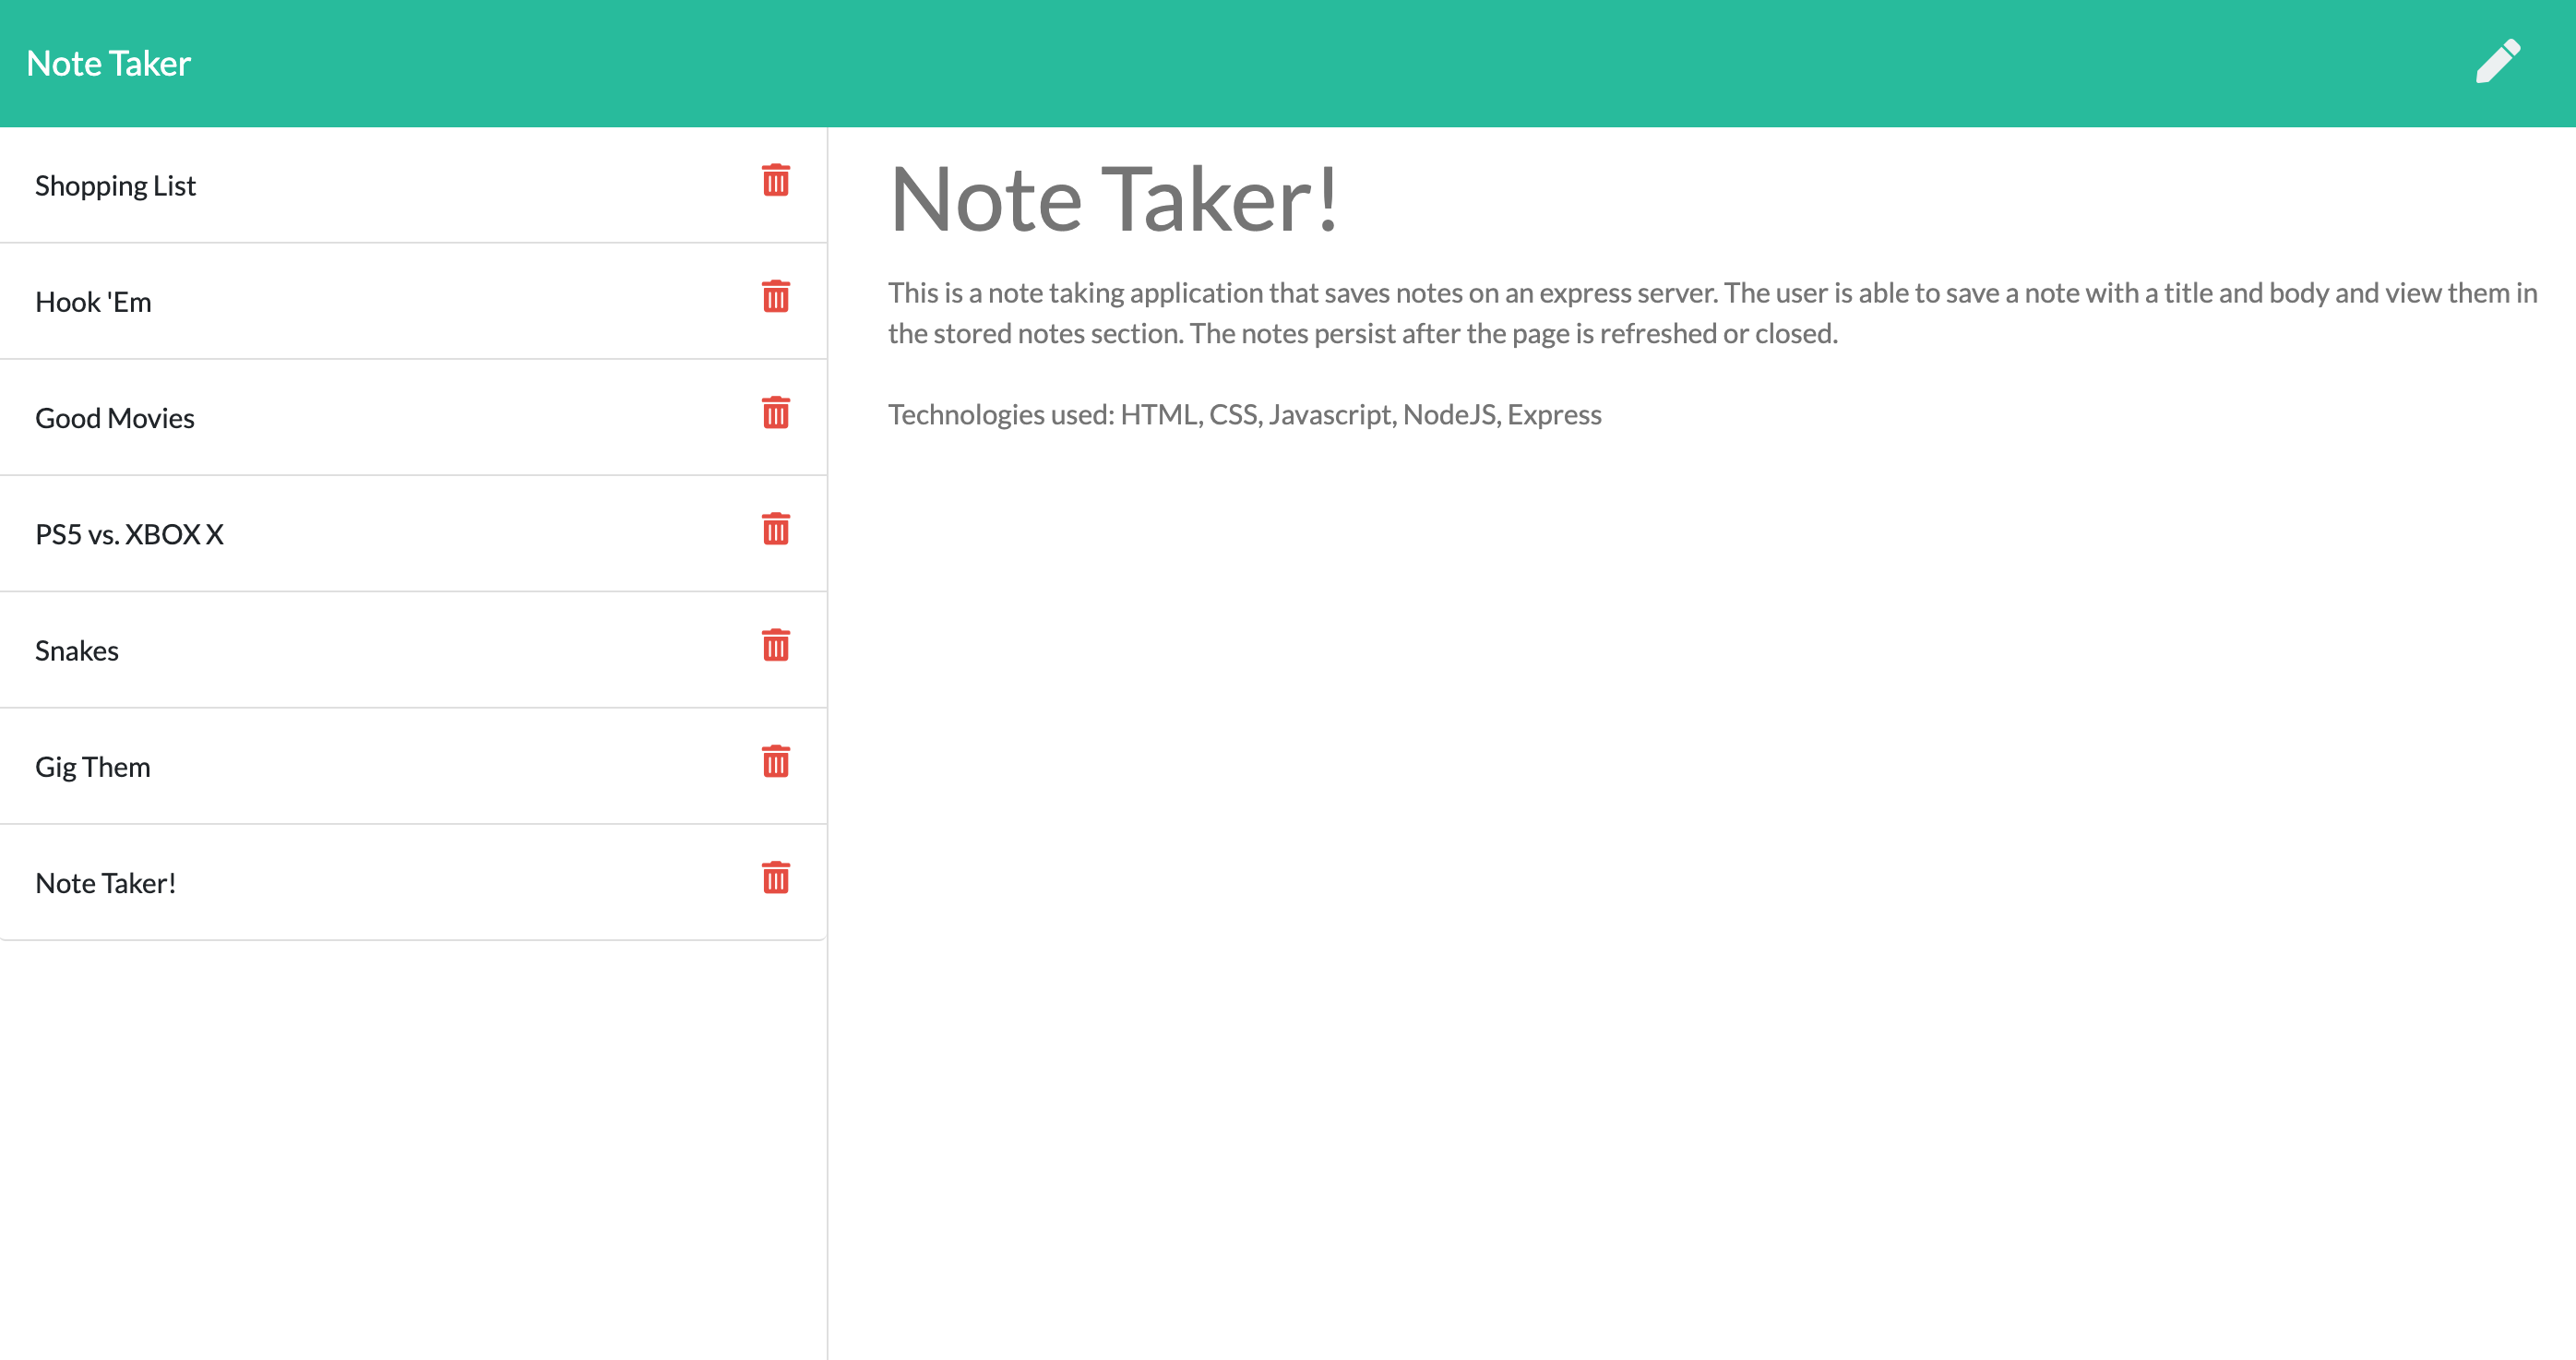 Note Taker
Shopping List
Hook 'Em
Good Movies
PS5 vs. XBOX X
Snakes
Gig Them
Note Taker!
Note Taker!
This is a note taking application that saves notes on an express server. The user is able to save a note with a title and body and view them in
the stored notes section. The notes persist after the page is refreshed or closed.
Technologies used: HTML, CSS, Javascript, NodeJS, Express